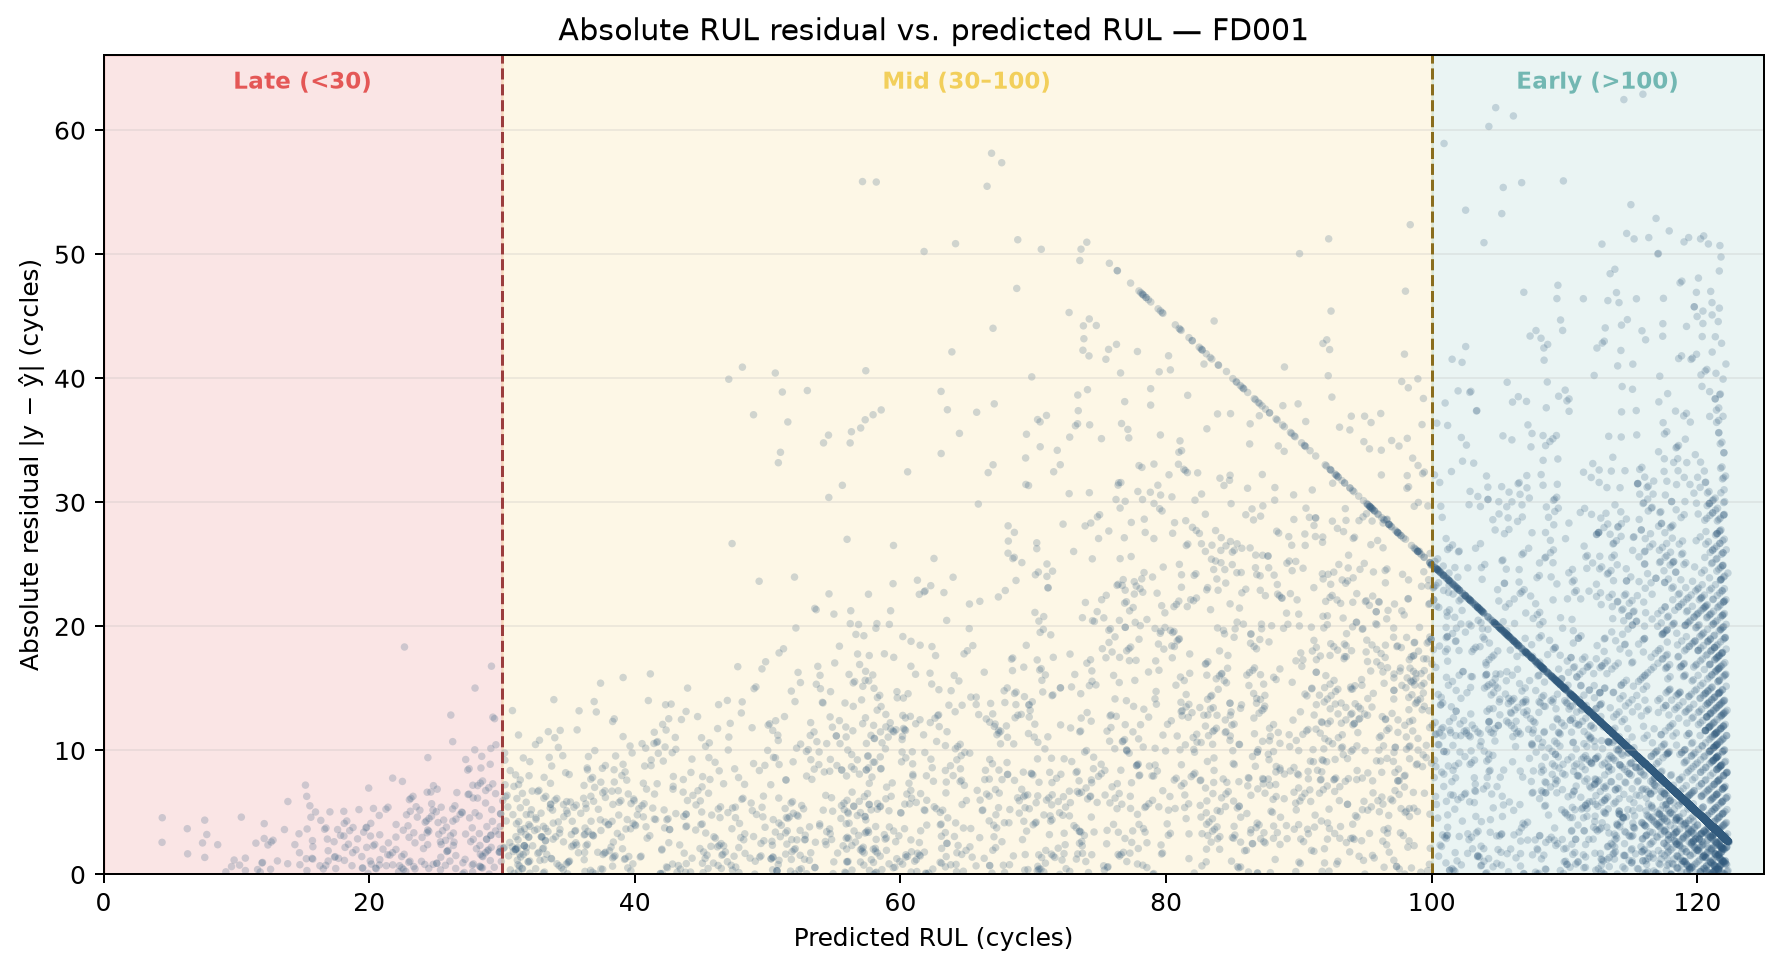 Absolute RUL residual vs. predicted RUL — FD001
Late (<30)
Mid (30–100)
Early (>100)
Absolute residual |y − ŷ| (cycles)
60
50
40
30
20
10
0
0
20
40
60
80
100
120
Predicted RUL (cycles)